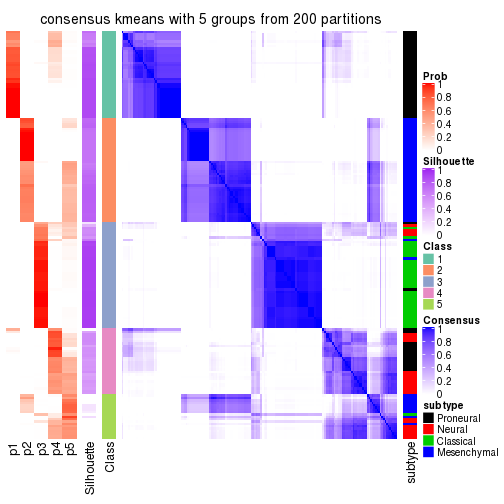 consensus kmeans with 5 groups from 200 partitions
Prob
1
0.8
0.6
0.4
0.2
0
Silhouette
1
0.8
0.6
0.4
0.2
0
Class
1
2
3
4
5
Consensus
1
0.8
0.6
0.4
0.2
0
subtype
Proneural
Neural
Classical
Mesenchymal
p1
p2
p3
p4
p5
Silhouette
Class
subtype